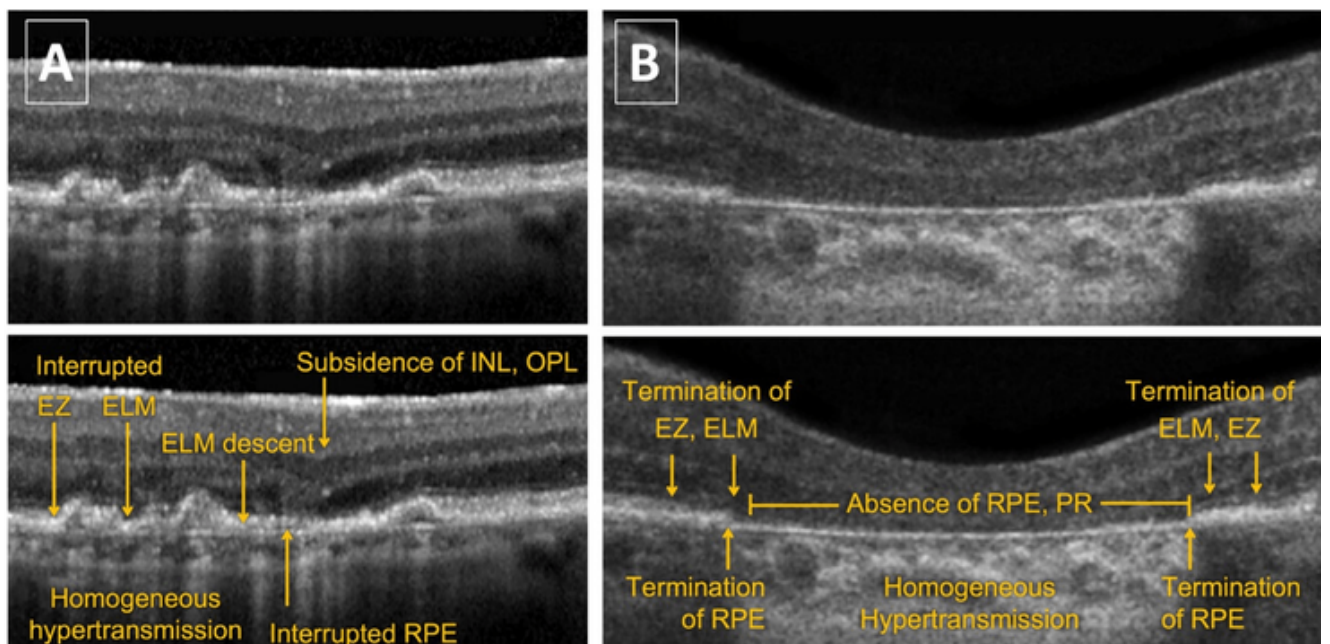 A
B
Interrupted
EZ ELM
Subsidence of INL, OPL
ELM descent
Homogeneous
hypertransmission
Interrupted RPE
Termination of
EZ, ELM
Termination of
ELM, EZ
Absence of RPE, PR
Termination
of RPE
Homogeneous
Hypertransmission
Termination
of RPE